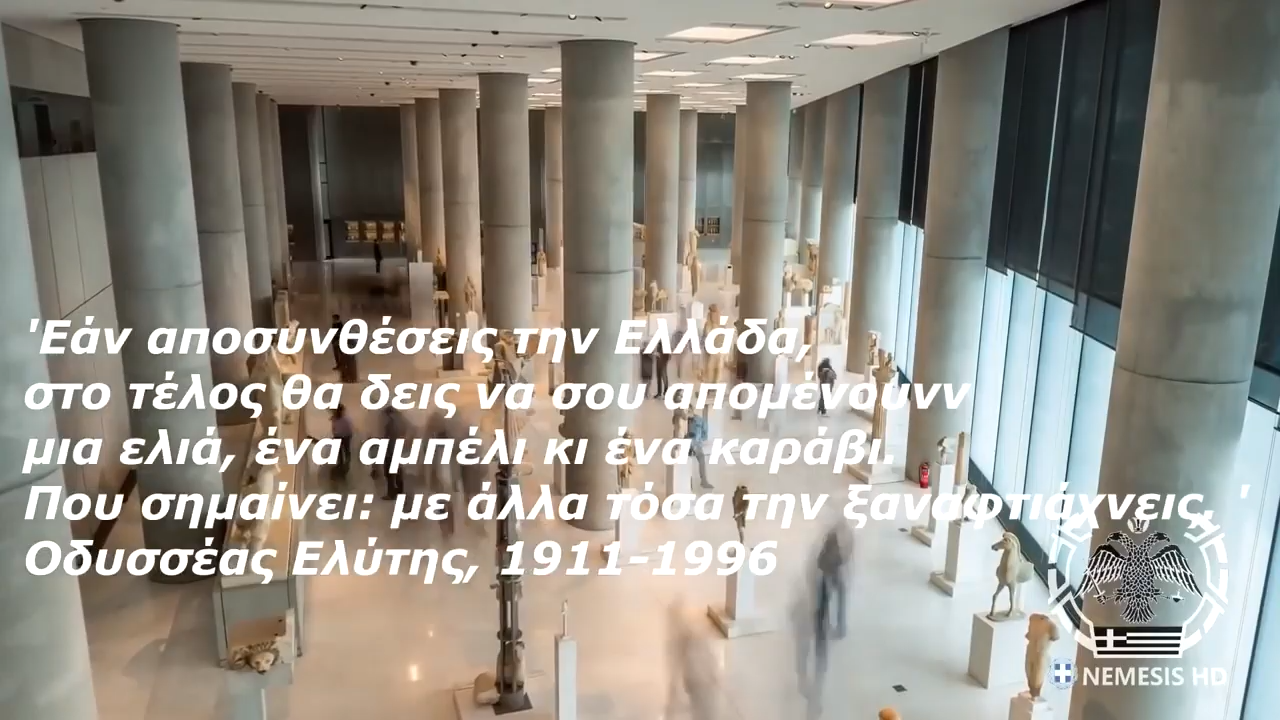 'Εάν αποσυνθέσεις την Ελλάδα,
στο τέλος θα δεις να σου απομένουνν
μια ελιά, ένα αμπέλι κι ένα καράβι.
Που σημαίνει: με άλλα τόσα την ξαναφτιάχνεις, '
Οδυσσέας Ελύτης, 1911-1996
NEMESIS HD